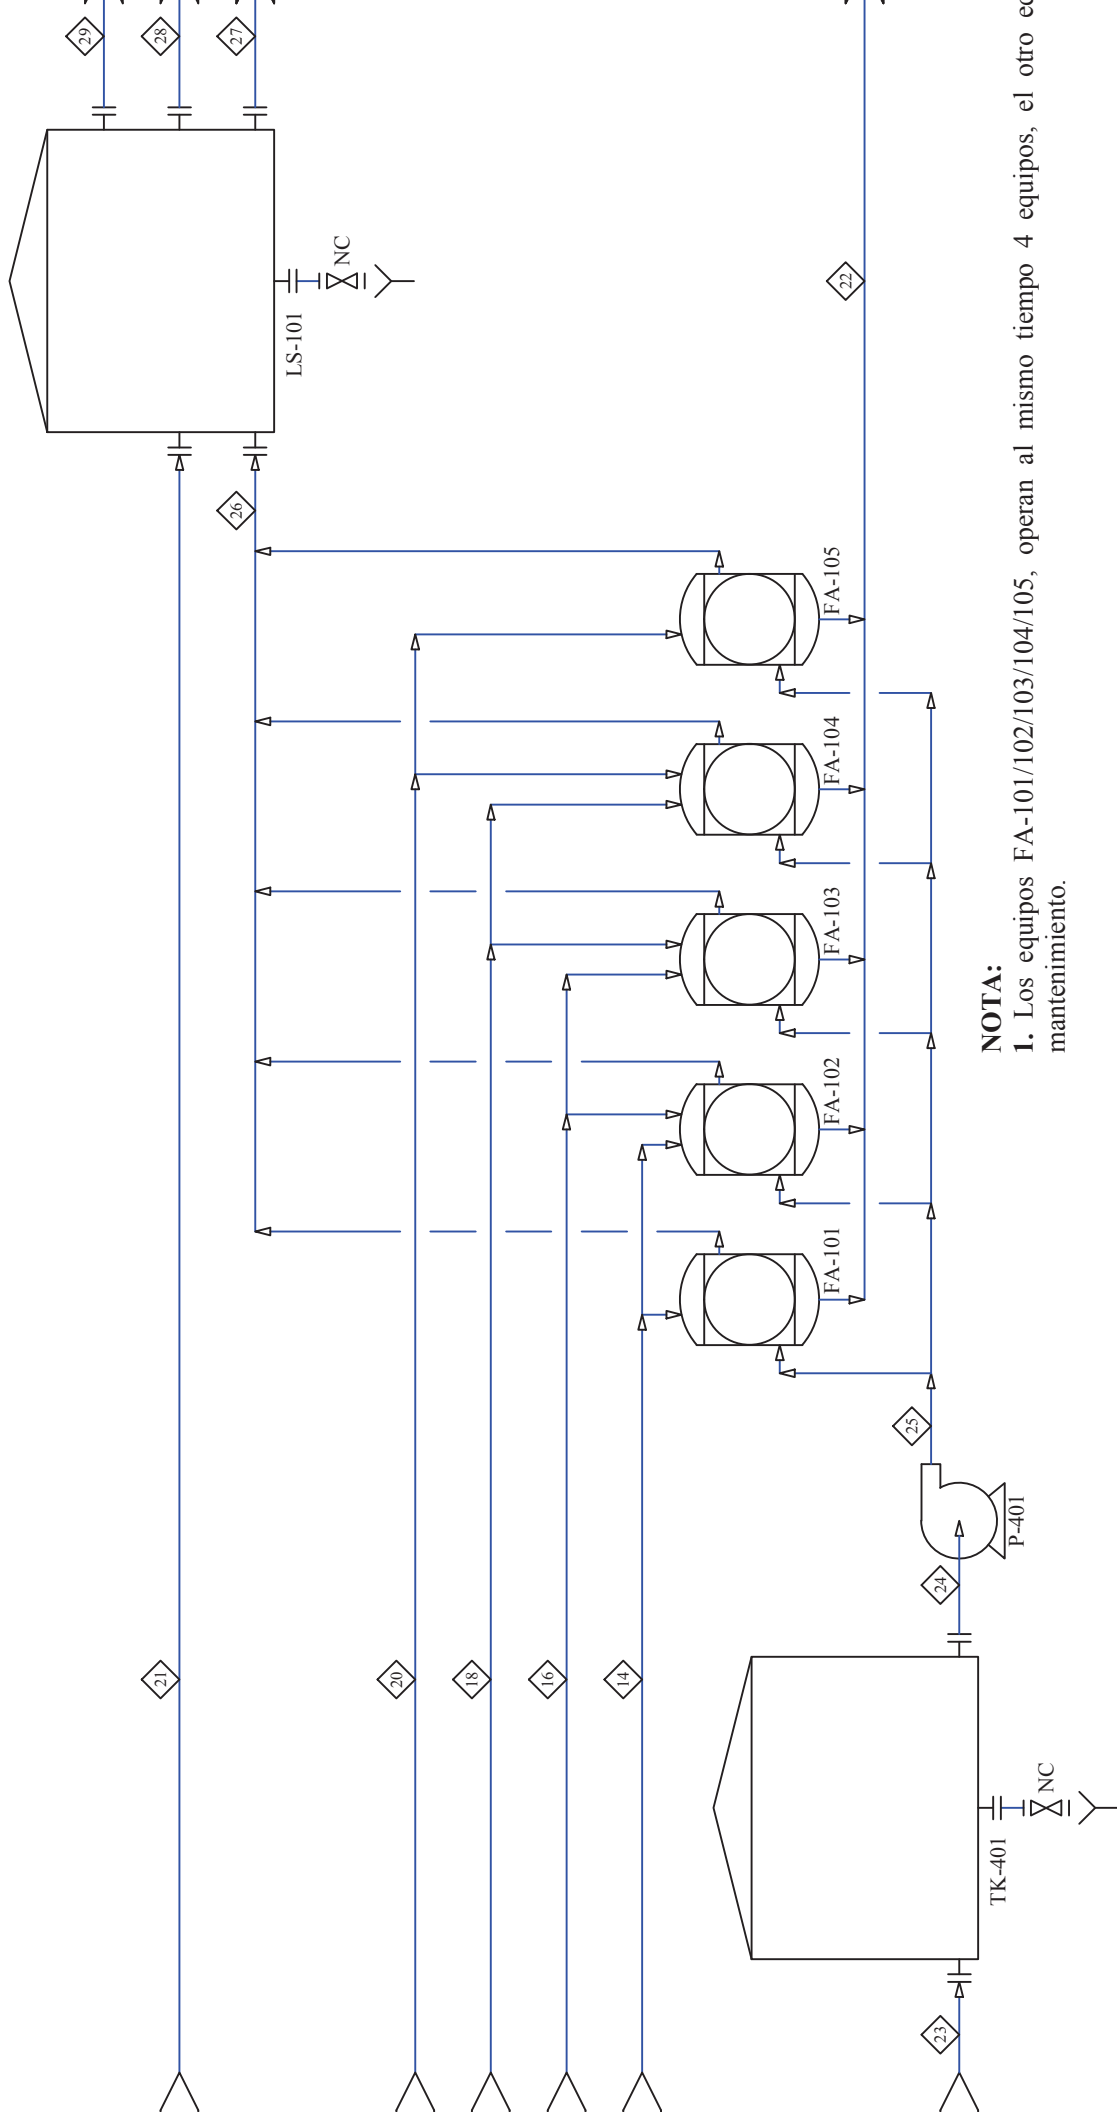 29
28
27
NC
LS-101
22
26
FA-105
FA-104
FA-103
FA-102
FA-101
21
20
18
16
14
25
24
P-401
NC
TK-401
23
NOTA:
1. Los equipos FA-101/102/103/104/105, operan al mismo tiempo 4 equipos, el otro
mantenimiento.